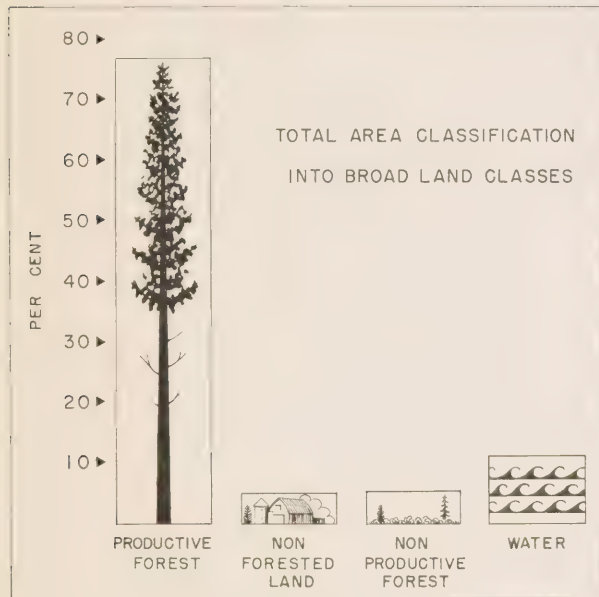 TOTAL AREA CLASSIFICATION
INTO BROAD LAND CLASSES
PER CENT
80
70
60
50
40
30
20
10
PRODUCTIVE
FOREST
NON
FORESTED
LAND
NON
PRODUCTIVE
FOREST
WATER